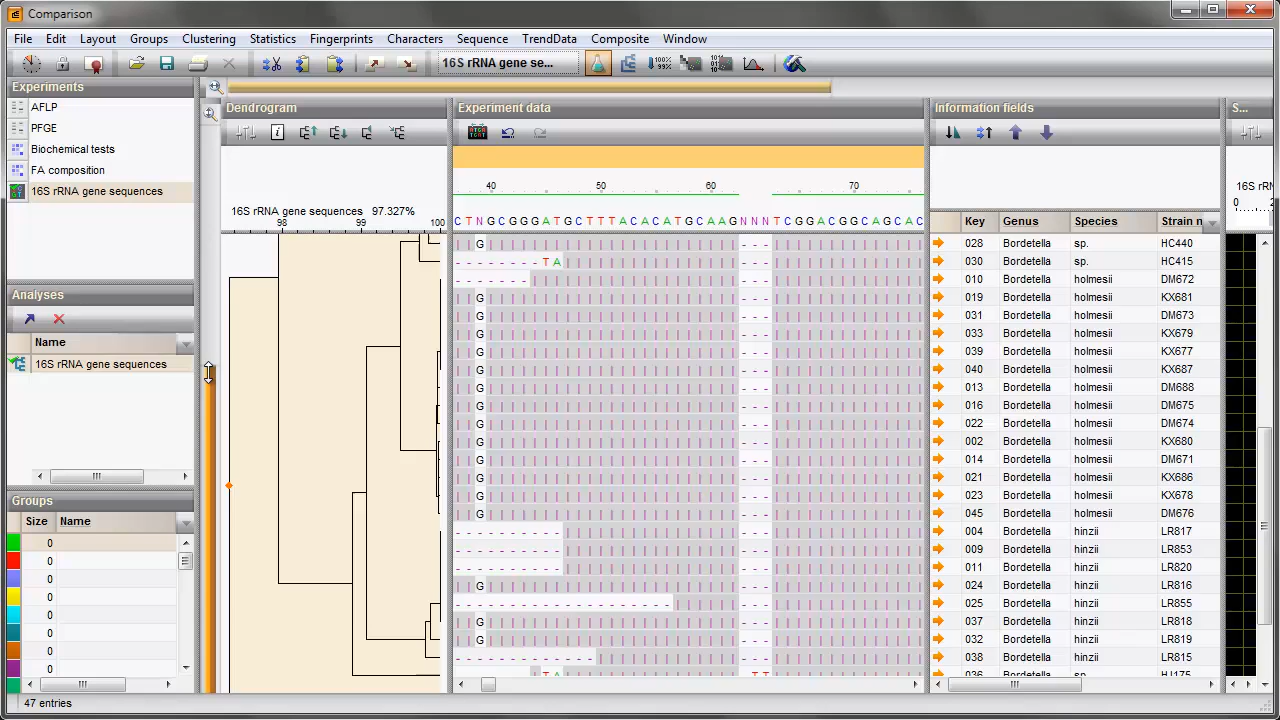 Comparison
File Edit Layout Groups Clustering Statistics Fingerprints Characters Sequence TrendData Composite Window
16S rRNA gene se...
Experiments
AFLP
PFGE
Biochemical tests
FA composition
16S rRNA gene sequences
Analyses
Name
16S rRNA gene sequences
Groups
Size Name
0
0
0
0
0
0
0
0
Dendrogram
16S rRNA gene sequences 97.327%
98 99 100
Experiment data
40 50 60 70
CTNGCGGGATGCTTTACACATGCAAGNNNTCGGACGGCAGCAC
Information fields
Key Genus Species Strain n
028 Bordetella sp. HC440
030 Bordetella sp. HC415
010 Bordetella holmesii DM672
019 Bordetella holmesii KX681
031 Bordetella holmesii DM673
033 Bordetella holmesii KX679
039 Bordetella holmesii KX677
040 Bordetella holmesii KX687
013 Bordetella holmesii DM688
016 Bordetella holmesii DM675
022 Bordetella holmesii DM674
002 Bordetella holmesii KX680
014 Bordetella holmesii DM671
021 Bordetella holmesii KX686
023 Bordetella holmesii KX678
045 Bordetella holmesii DM676
004 Bordetella hinzii LR817
009 Bordetella hinzii LR853
011 Bordetella hinzii LR820
024 Bordetella hinzii LR816
025 Bordetella hinzii LR855
037 Bordetella hinzii LR818
032 Bordetella hinzii LR819
038 Bordetella hinzii LR815
S...
16S rR
0
47 entries